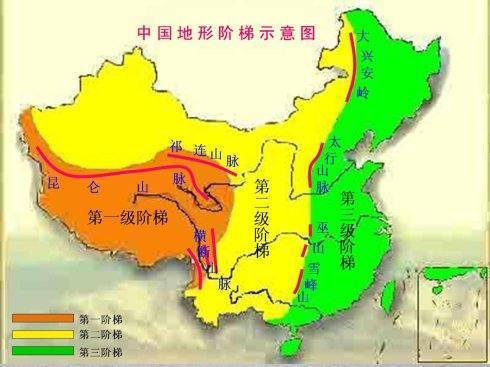 中国地形阶梯示意图
大兴安岭
太行山脉
祁连山脉
昆仑山脉
第一级阶梯
第二级阶梯
第三级阶梯
横断山脉
巫山
雪峰山
第一阶梯
第二阶梯
第三阶梯